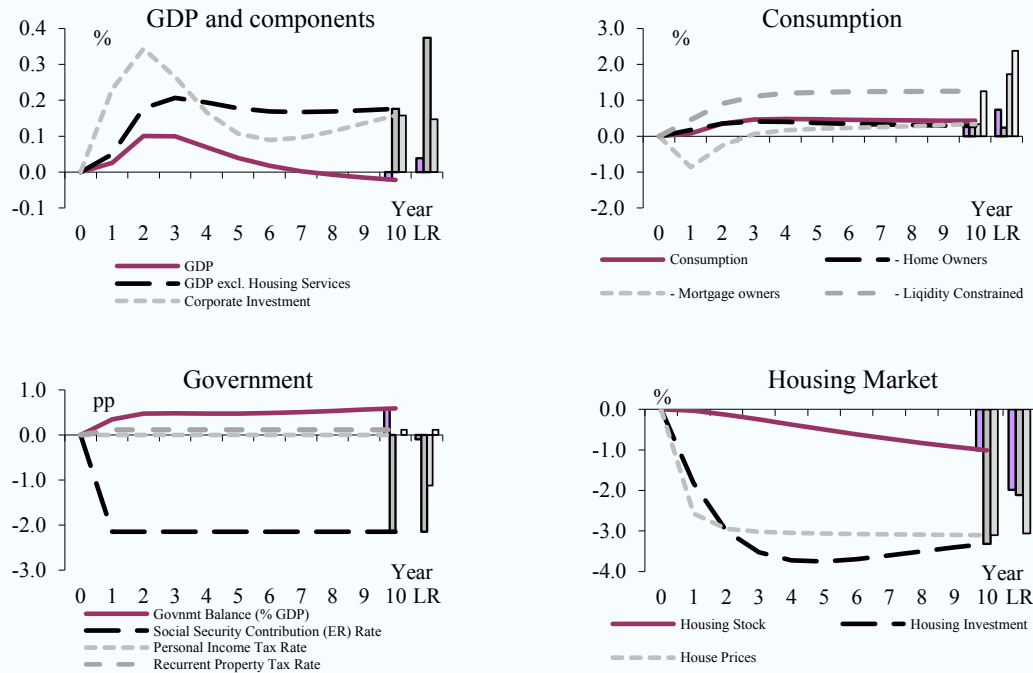 GDP and components
%
0.4
0.3
0.2
0.1
0.0
-0.1
Year
0 1 2 3 4 5 6 7 8 9 10 LR
GDP
GDP excl. Housing Services
Corporate Investment
Consumption
%
3.0
2.0
1.0
0.0
-1.0
-2.0
Year
0 1 2 3 4 5 6 7 8 9 10 LR
Consumption
- Home Owners
- Mortgage owners
- Liqidity Constrained
Government
pp
1.0
0.0
-1.0
-2.0
-3.0
Year
0 1 2 3 4 5 6 7 8 9 10 LR
Govnmt Balance (% GDP)
Social Security Contribution (ER) Rate
Personal Income Tax Rate
Recurrent Property Tax Rate
Housing Market
%
0.0
-1.0
-2.0
-3.0
-4.0
Year
0 1 2 3 4 5 6 7 8 9 10 LR
Housing Stock
Housing Investment
House Prices